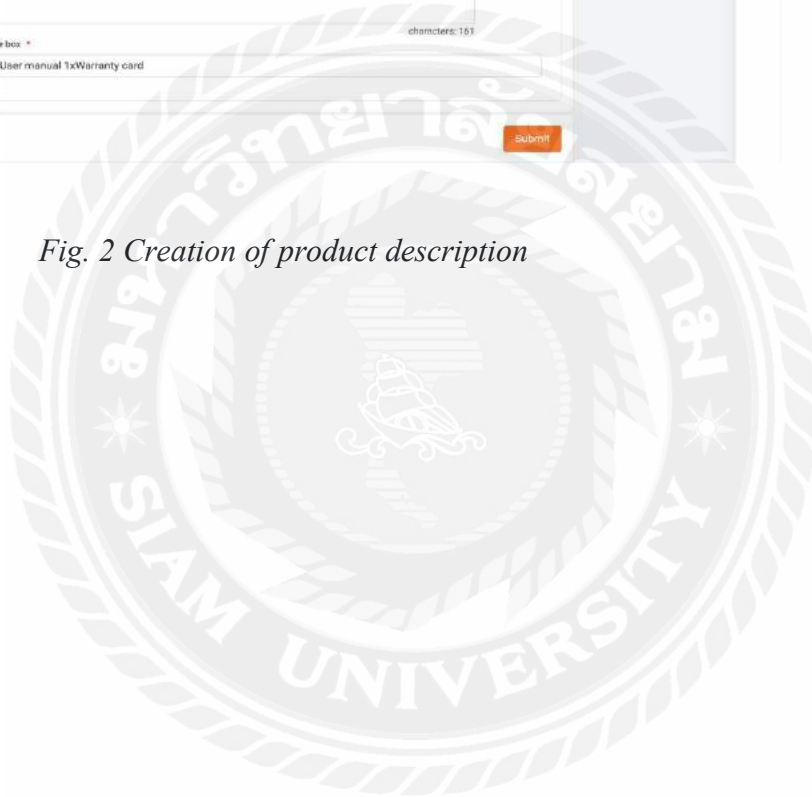 characters: 161
box *
User manual 1xWarranty card
Submit
Fig. 2 Creation of product description
มหาวิทยาลัยสยาม
SIAM UNIVERSITY